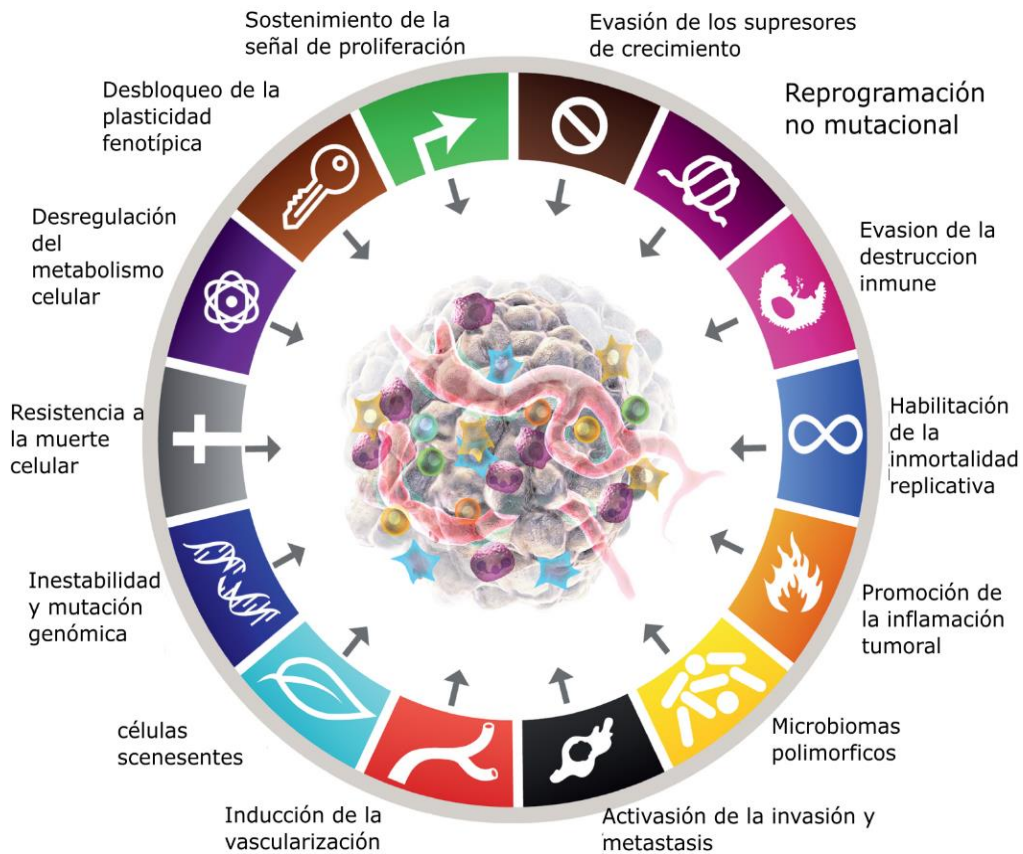 Sostenimiento de la
señal de proliferación
Evasión de los supresores
de crecimiento
Reprogramación
no mutacional
Evasion de la
destruccion
inmune
Habilitación
de la
inmortalidad
replicativa
Promoción de
la inflamación
tumoral
Microbiomas
polimorficos
Activasión de la invasión y
metastasis
Inducción de la
vascularización
células
scenesentes
Inestabilidad
y mutación
genómica
Resistencia a
la muerte
celular
Desregulación
del
metabolismo
celular
Desbloqueo de la
plasticidad
fenotípica